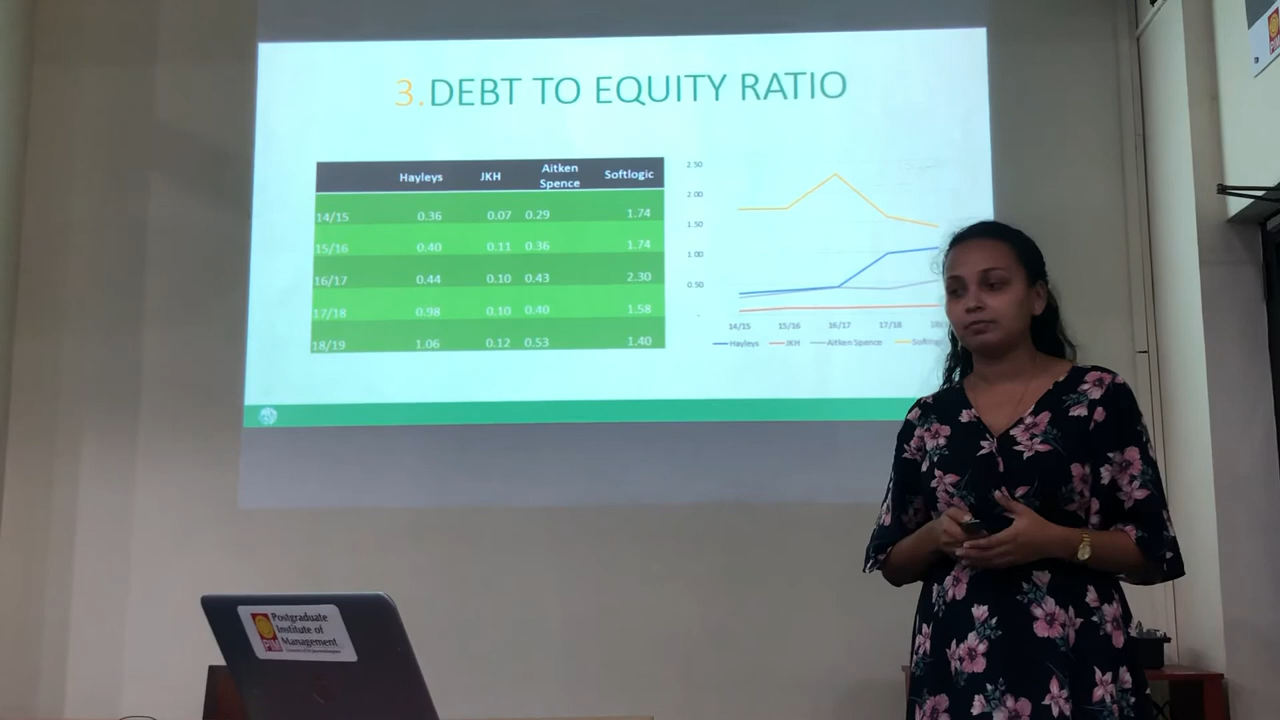 3.DEBT TO EQUITY RATIO
Hayleys JKH Aitken Spence Softlogic
14/15 0.36 0.07 0.29 1.74
15/16 0.40 0.11 0.36 1.74
16/17 0.44 0.10 0.43 2.30
17/18 0.98 0.10 0.40 1.58
18/19 1.06 0.12 0.53 1.40
2.50
2.00
1.50
1.00
0.50
-
14/15 15/16 16/17 17/18
Hayleys JKH Aitken Spence
Postgraduate
Institute of
Management
PIM